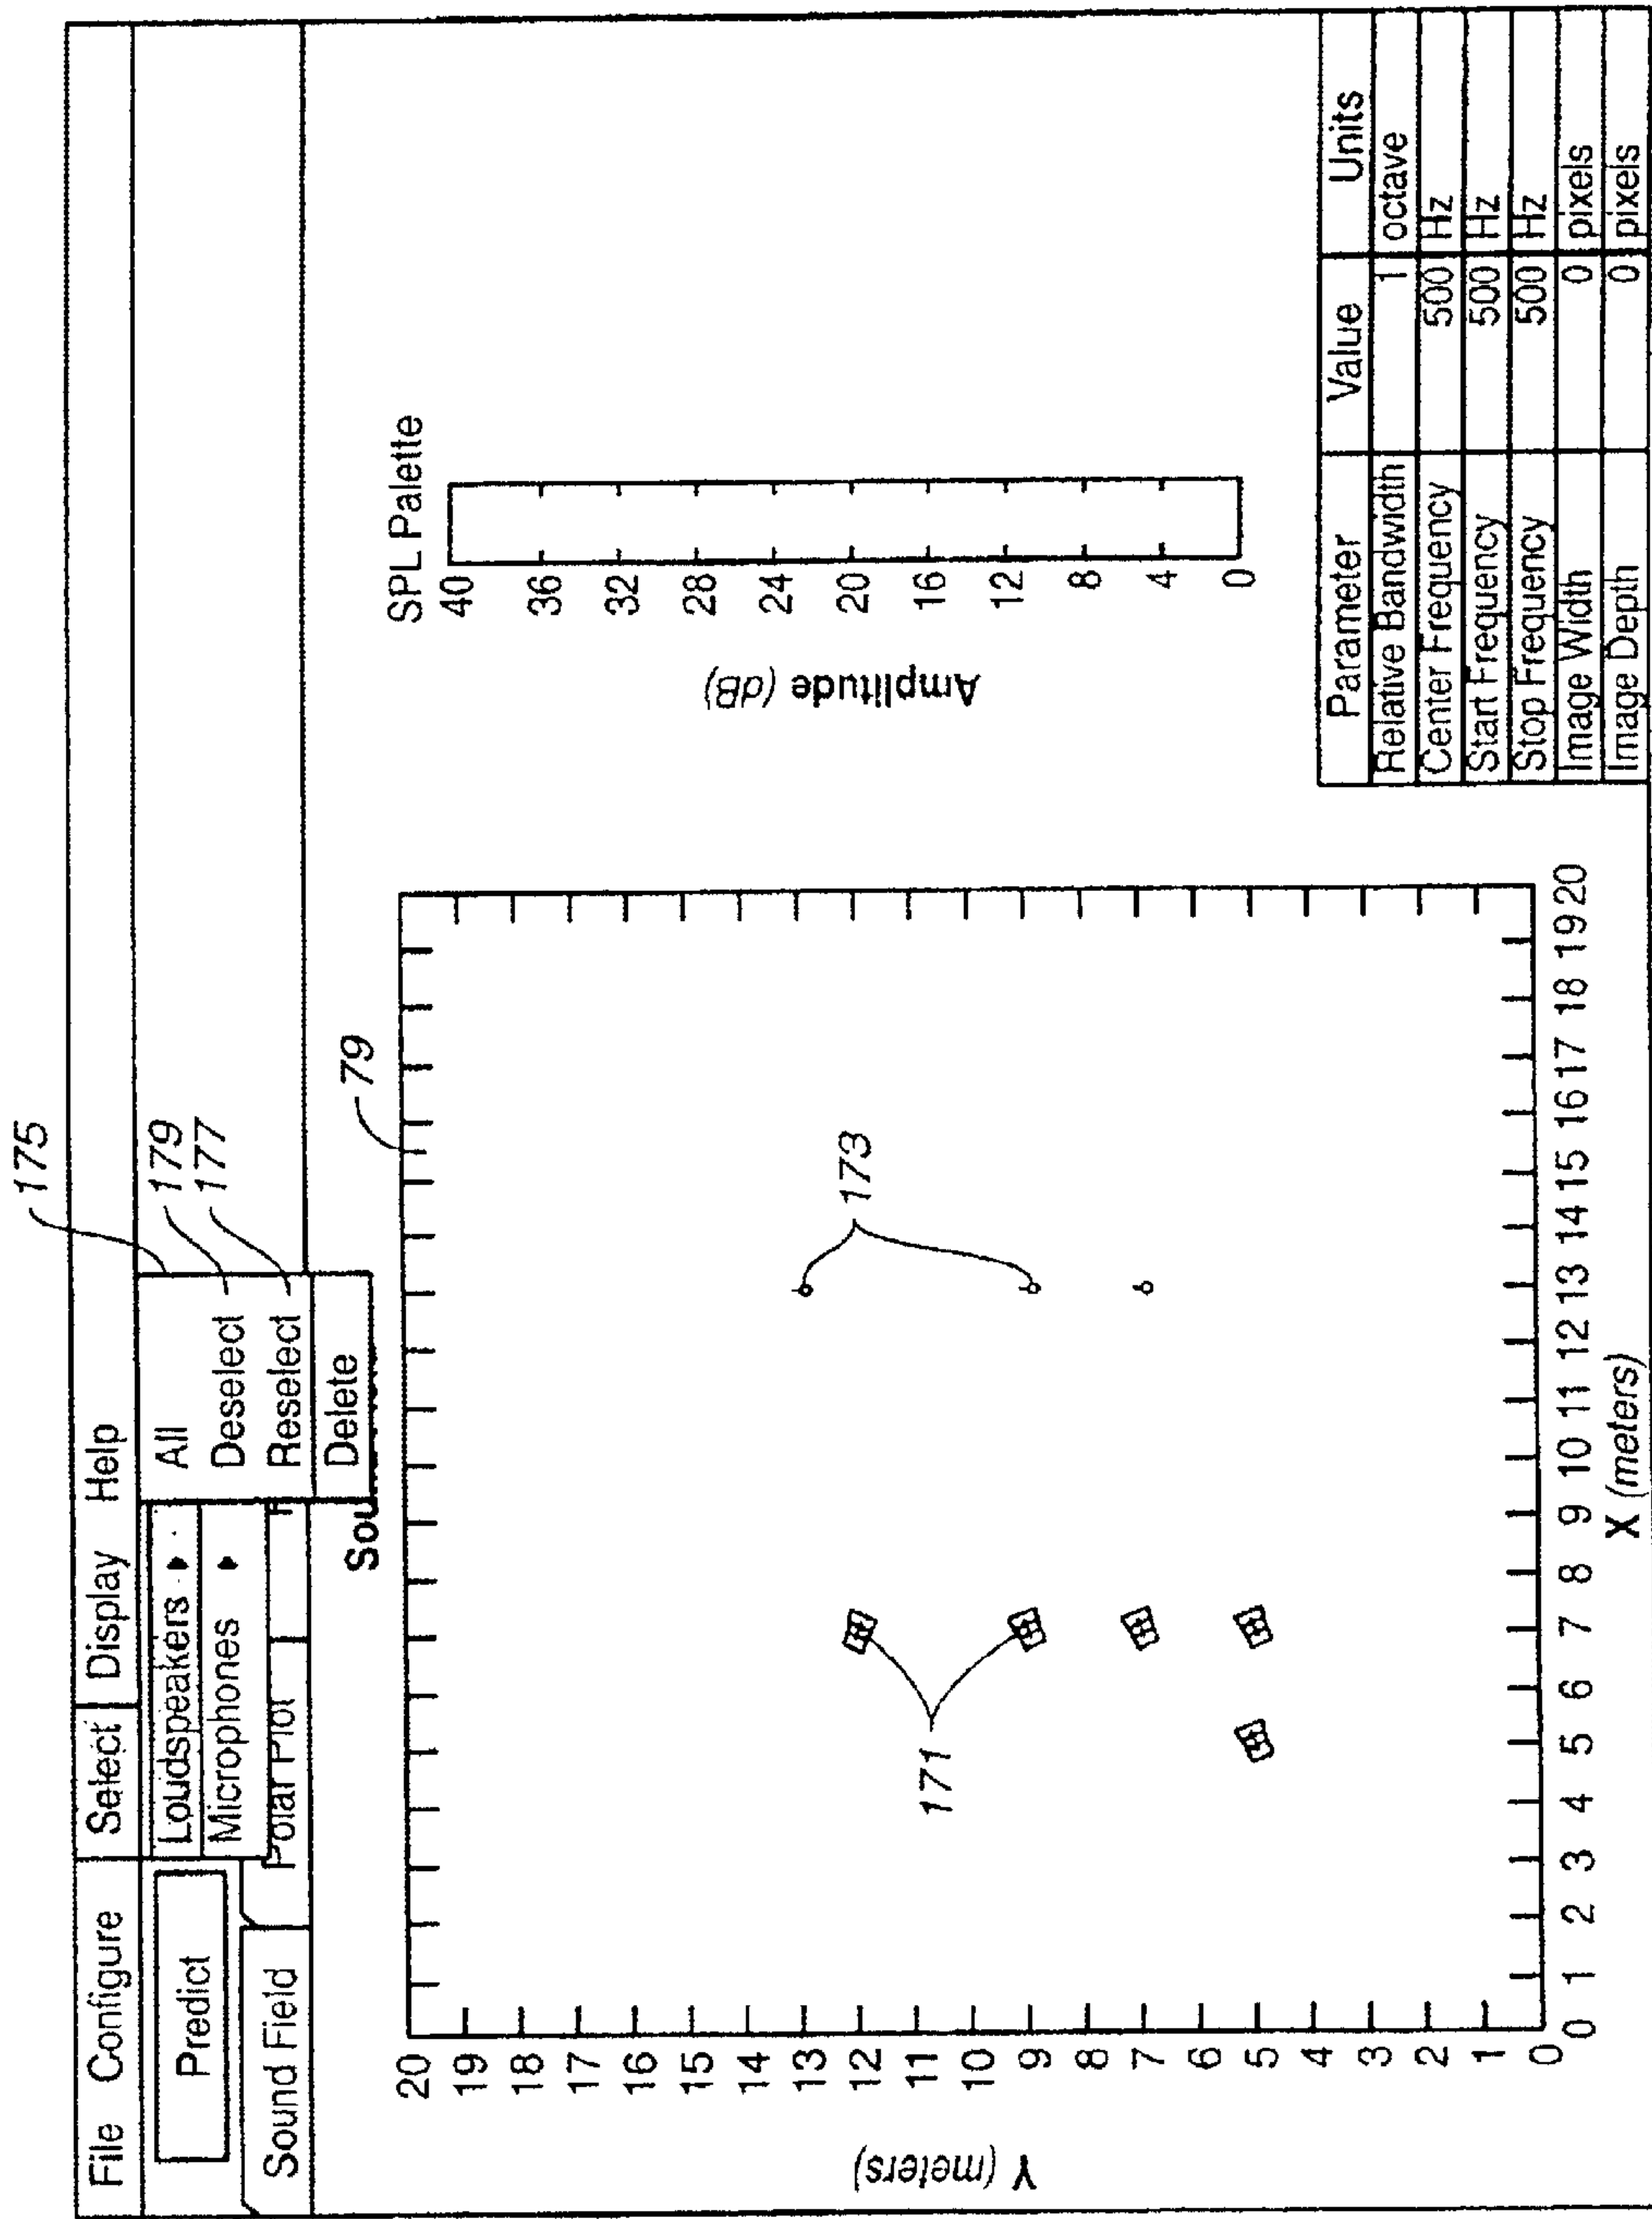 175
179
177
File Configure Select Display Help
Predict
Loudspeakers
Microphones
All
Deselect
Reselect
Delete
Sound Field
Polar Plot
Sou
79
SPL Palette
40
36
32
28
24
20
16
12
8
4
0
Amplitude (dB)
20
19
18
17
16
15
14
13
12
11
10
9
8
7
6
5
4
3
2
1
0
Y (meters)
171
173
0 1 2 3 4 5 6 7 8 9 10 11 12 13 14 15 16 17 18 19 20
X (meters)
Parameter Value Units
Relative Bandwidth 1 octave
Center Frequency 500 Hz
Start Frequency 500 Hz
Stop Frequency 500 Hz
Image Width 0 pixels
Image Depth 0 pixels